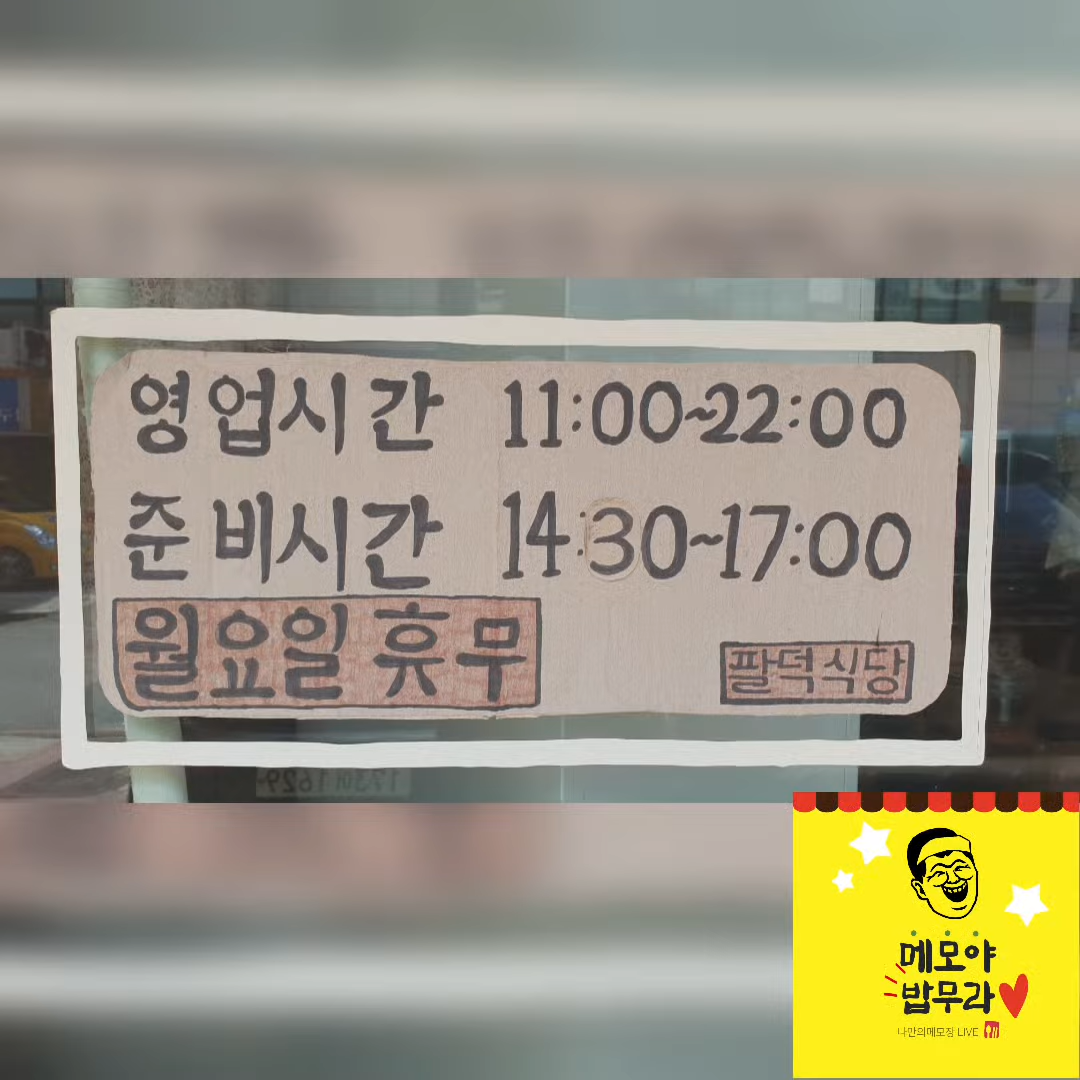 영업시간 11:00~22:00
준비시간 14:30~17:00
월요일 휴무
팔덕식당
메모야
밥무라
나만의메모장 LIVE